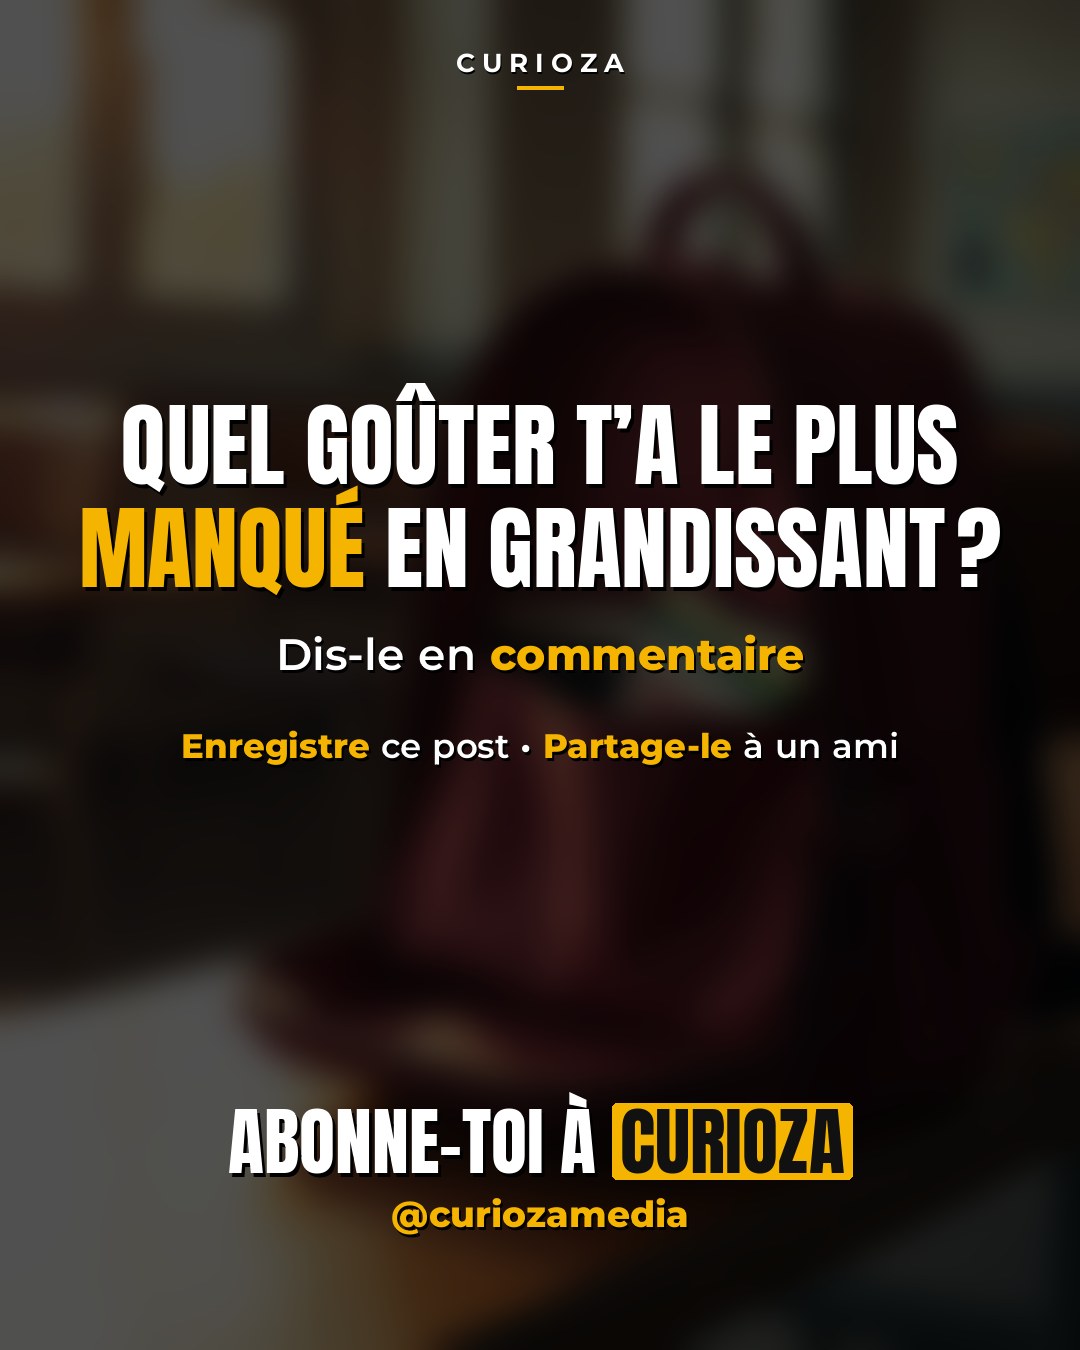 CURIOZA
QUEL GOÛTER T’A LE PLUS
MANQUÉ EN GRANDISSANT ?
Dis-le en commentaire
Enregistre ce post • Partage-le à un ami
ABONNE-TOI À CURIOZA
@curiozamedia